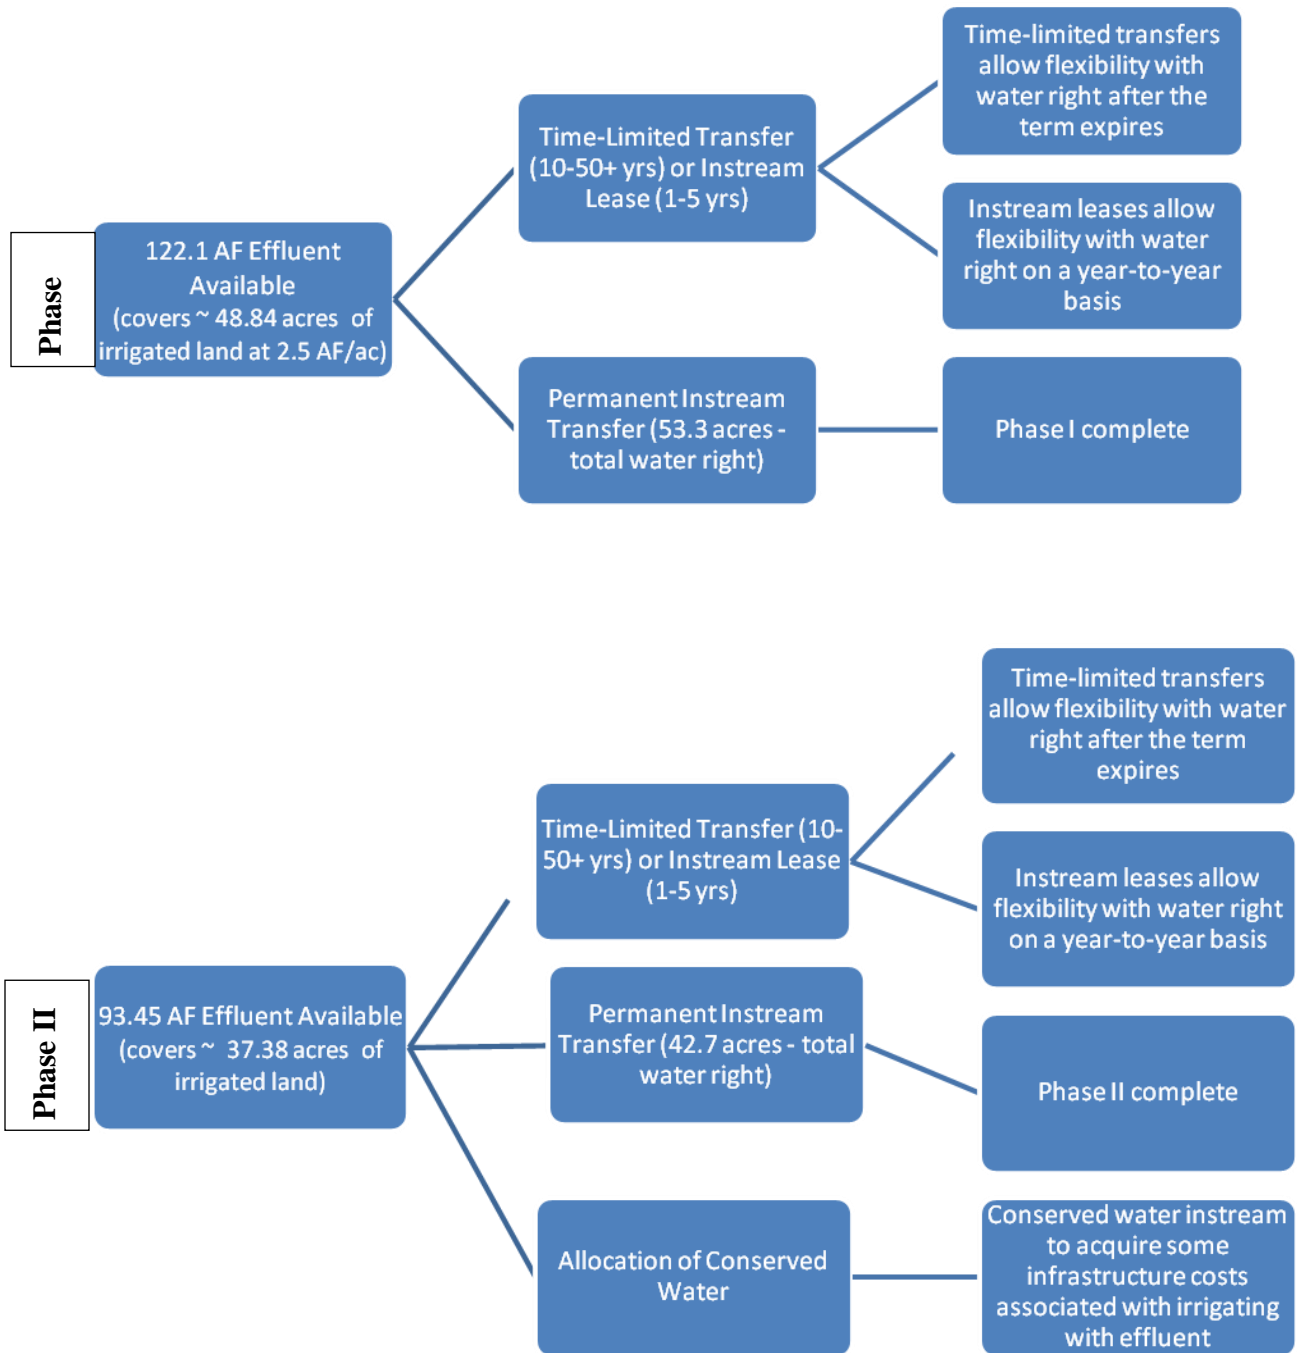 Phase
122.1 AF Effluent
Available
(covers ~ 48.84 acres of
irrigated land at 2.5 AF/ac)
Time-Limited Transfer
(10-50+ yrs) or Instream
Lease (1-5 yrs)
Time-limited transfers
allow flexibility with
water right after the
term expires
Instream leases allow
flexibility with water
right on a year-to-year
basis
Permanent Instream
Transfer (53.3 acres -
total water right)
Phase I complete
Phase II
93.45 AF Effluent Available
(covers ~ 37.38 acres of
irrigated land)
Time-Limited Transfer (10-
50+ yrs) or Instream Lease
(1-5 yrs)
Time-limited transfers
allow flexibility with water
right after the term
expires
Instream leases allow
flexibility with water right
on a year-to-year basis
Permanent Instream
Transfer (42.7 acres - total
water right)
Phase II complete
Allocation of Conserved
Water
Conserved water instream
to acquire some
infrastructure costs
associated with irrigating
with effluent